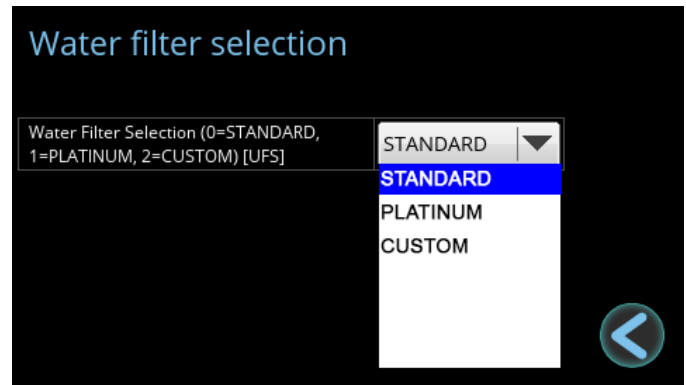 Water filter selection
Water Filter Selection (0=STANDARD,
1=PLATINUM, 2=CUSTOM) [UFS]
STANDARD
STANDARD
PLATINUM
CUSTOM